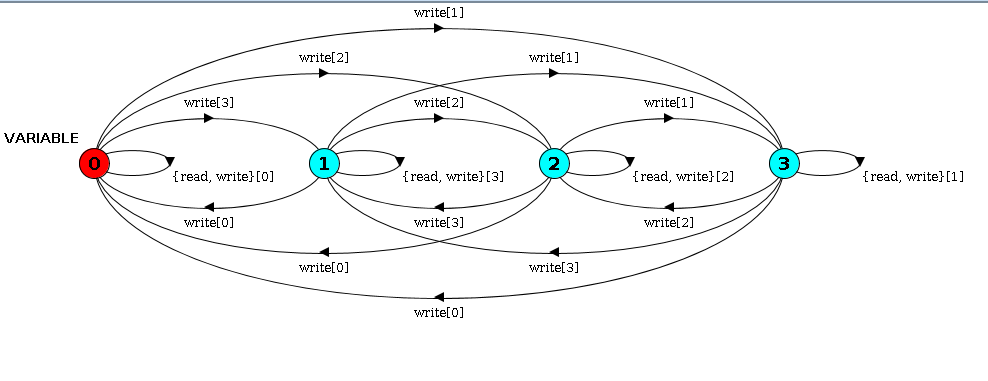 write[1]
write[2]
write[1]
write[3]
write[2]
write[1]
VARIABLE
0
1
2
3
{read, write}[0]
{read, write}[3]
{read, write}[2]
{read, write}[1]
write[0]
write[3]
write[2]
write[0]
write[3]
write[0]